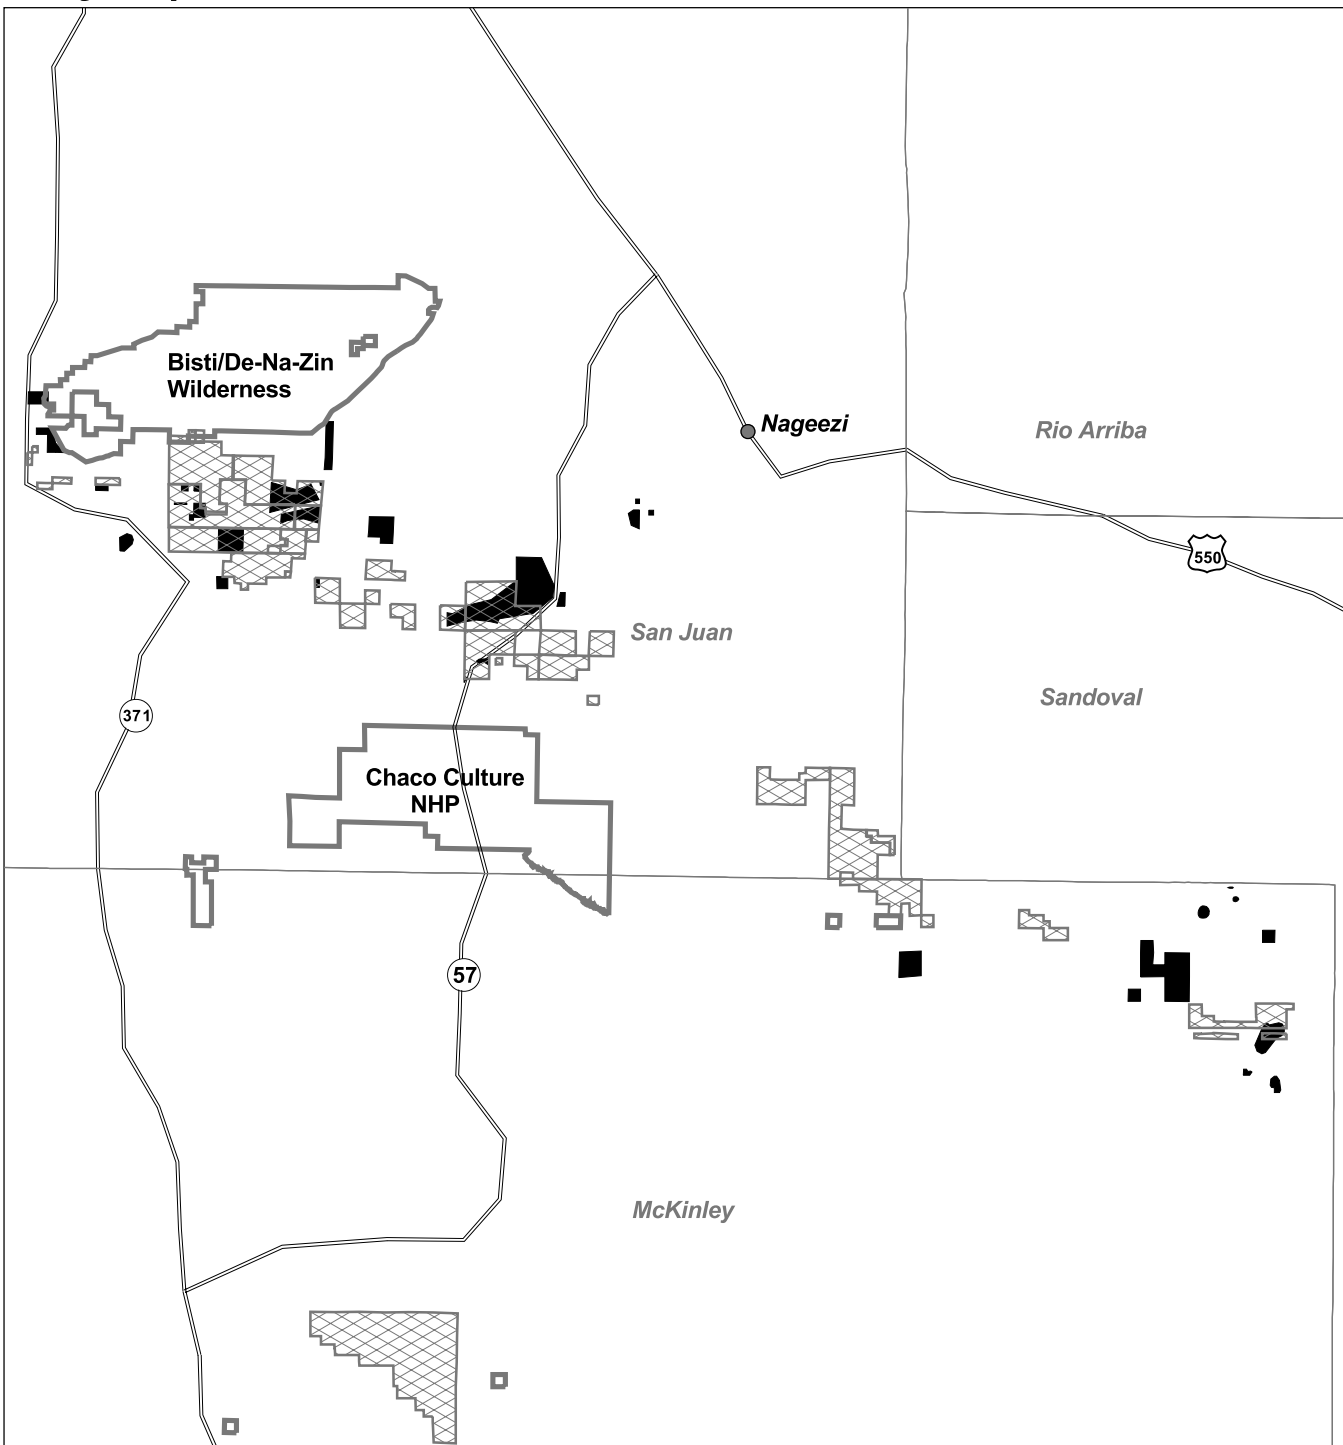 Bisti/De-Na-Zin
Wilderness
Nageezi
Rio Arriba
550
San Juan
Sandoval
371
Chaco Culture
NHP
57
McKinley